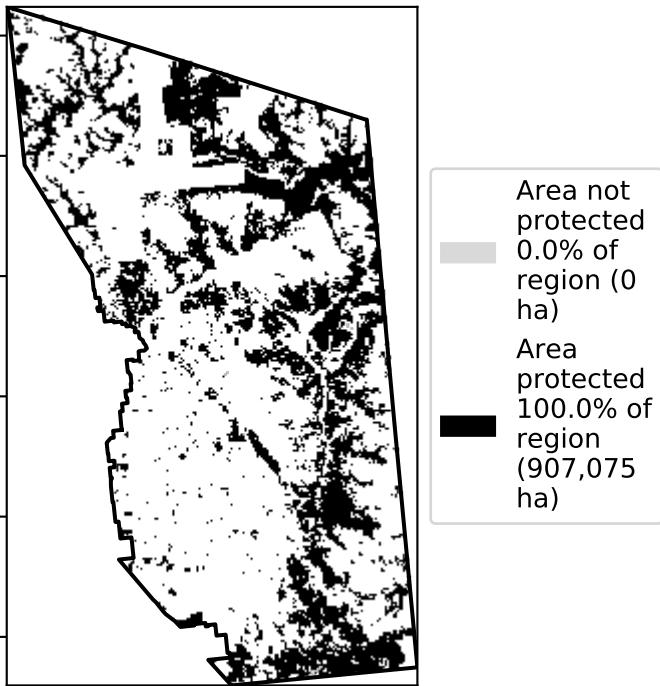 Area not
protected
0.0% of
region (0
ha)
Area
protected
100.0% of
region
(907,075
ha)